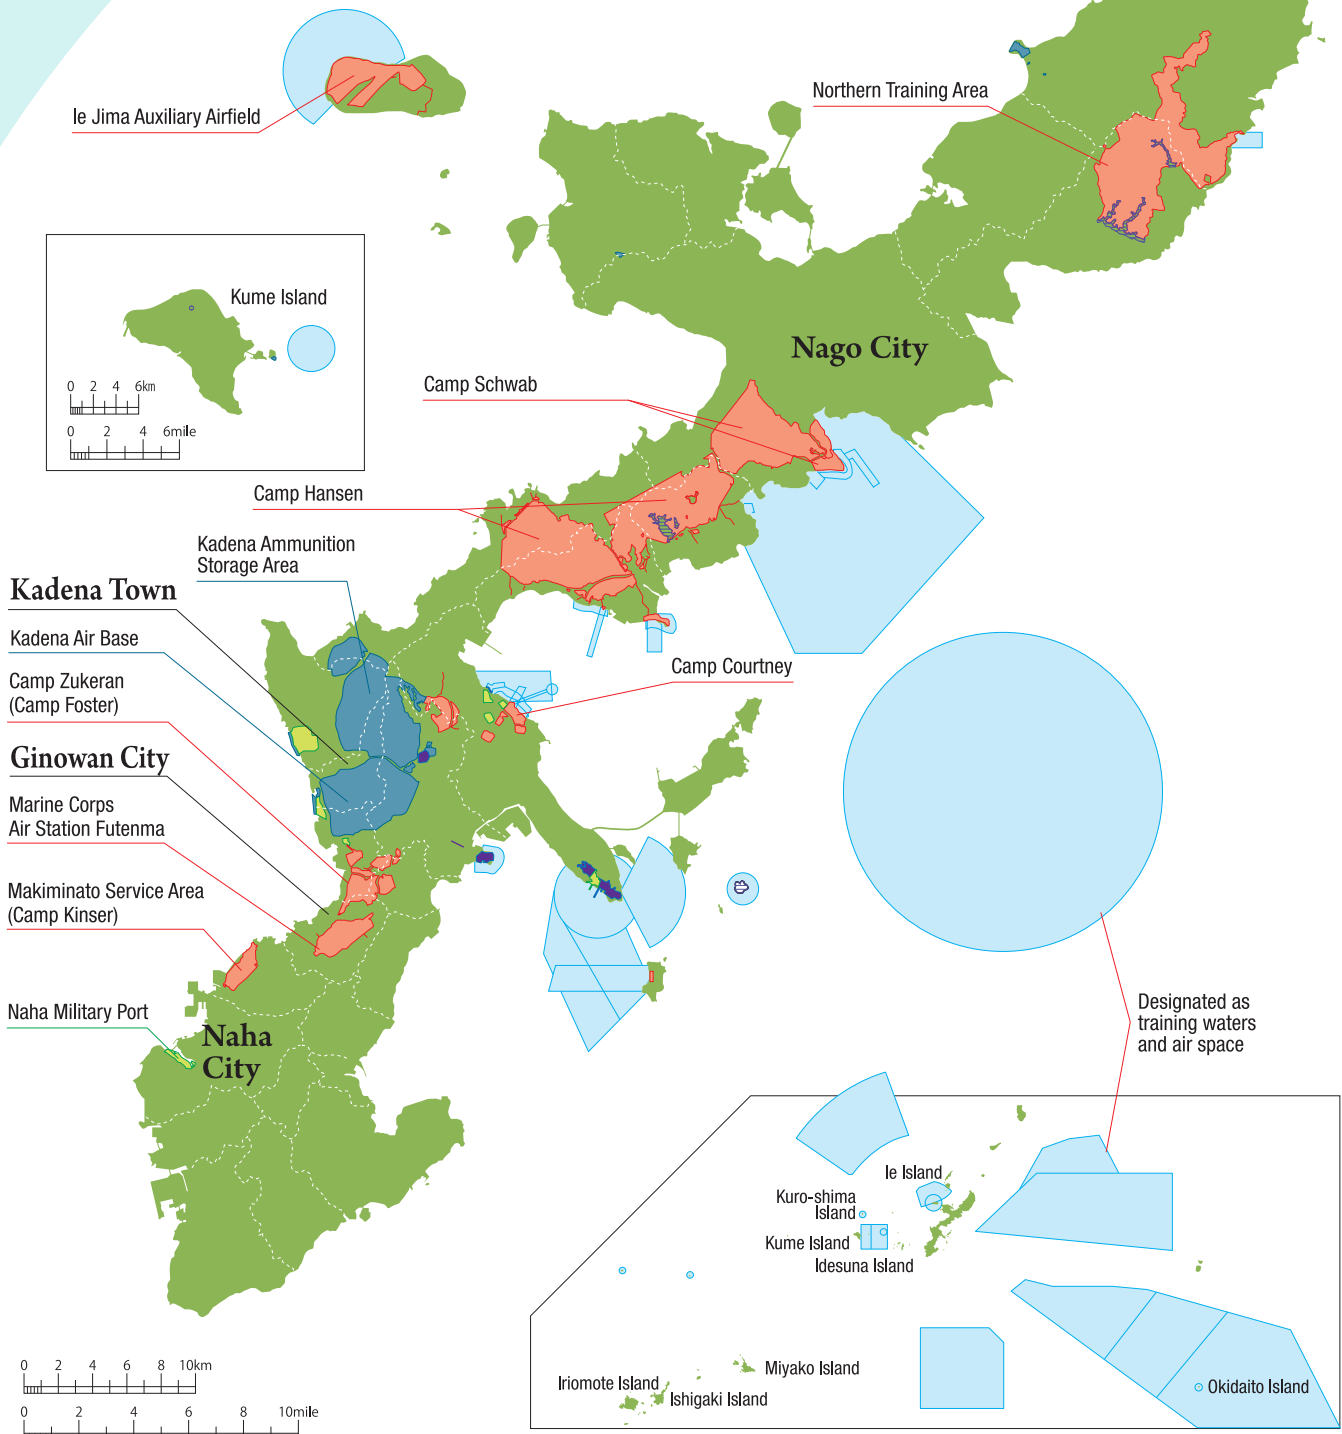 Ie Jima Auxiliary Airfield
Northern Training Area
Kume Island
0 2 4 6km
0 2 4 6mile
Nago City
Camp Schwab
Camp Hansen
Kadena Ammunition
Storage Area
Kadena Town
Kadena Air Base
Camp Zukeran
(Camp Foster)
Camp Courtney
Ginowan City
Marine Corps
Air Station Futenma
Makiminato Service Area
(Camp Kinser)
Naha Military Port
Naha
City
Designated as
training waters
and air space
Ie Island
Kuro-shima
Island
Kume Island
Idesuna Island
Miyako Island
Iriomote Island
Ishigaki Island
Okidaito Island
0 2 4 6 8 10km
0 2 4 6 8 10mile